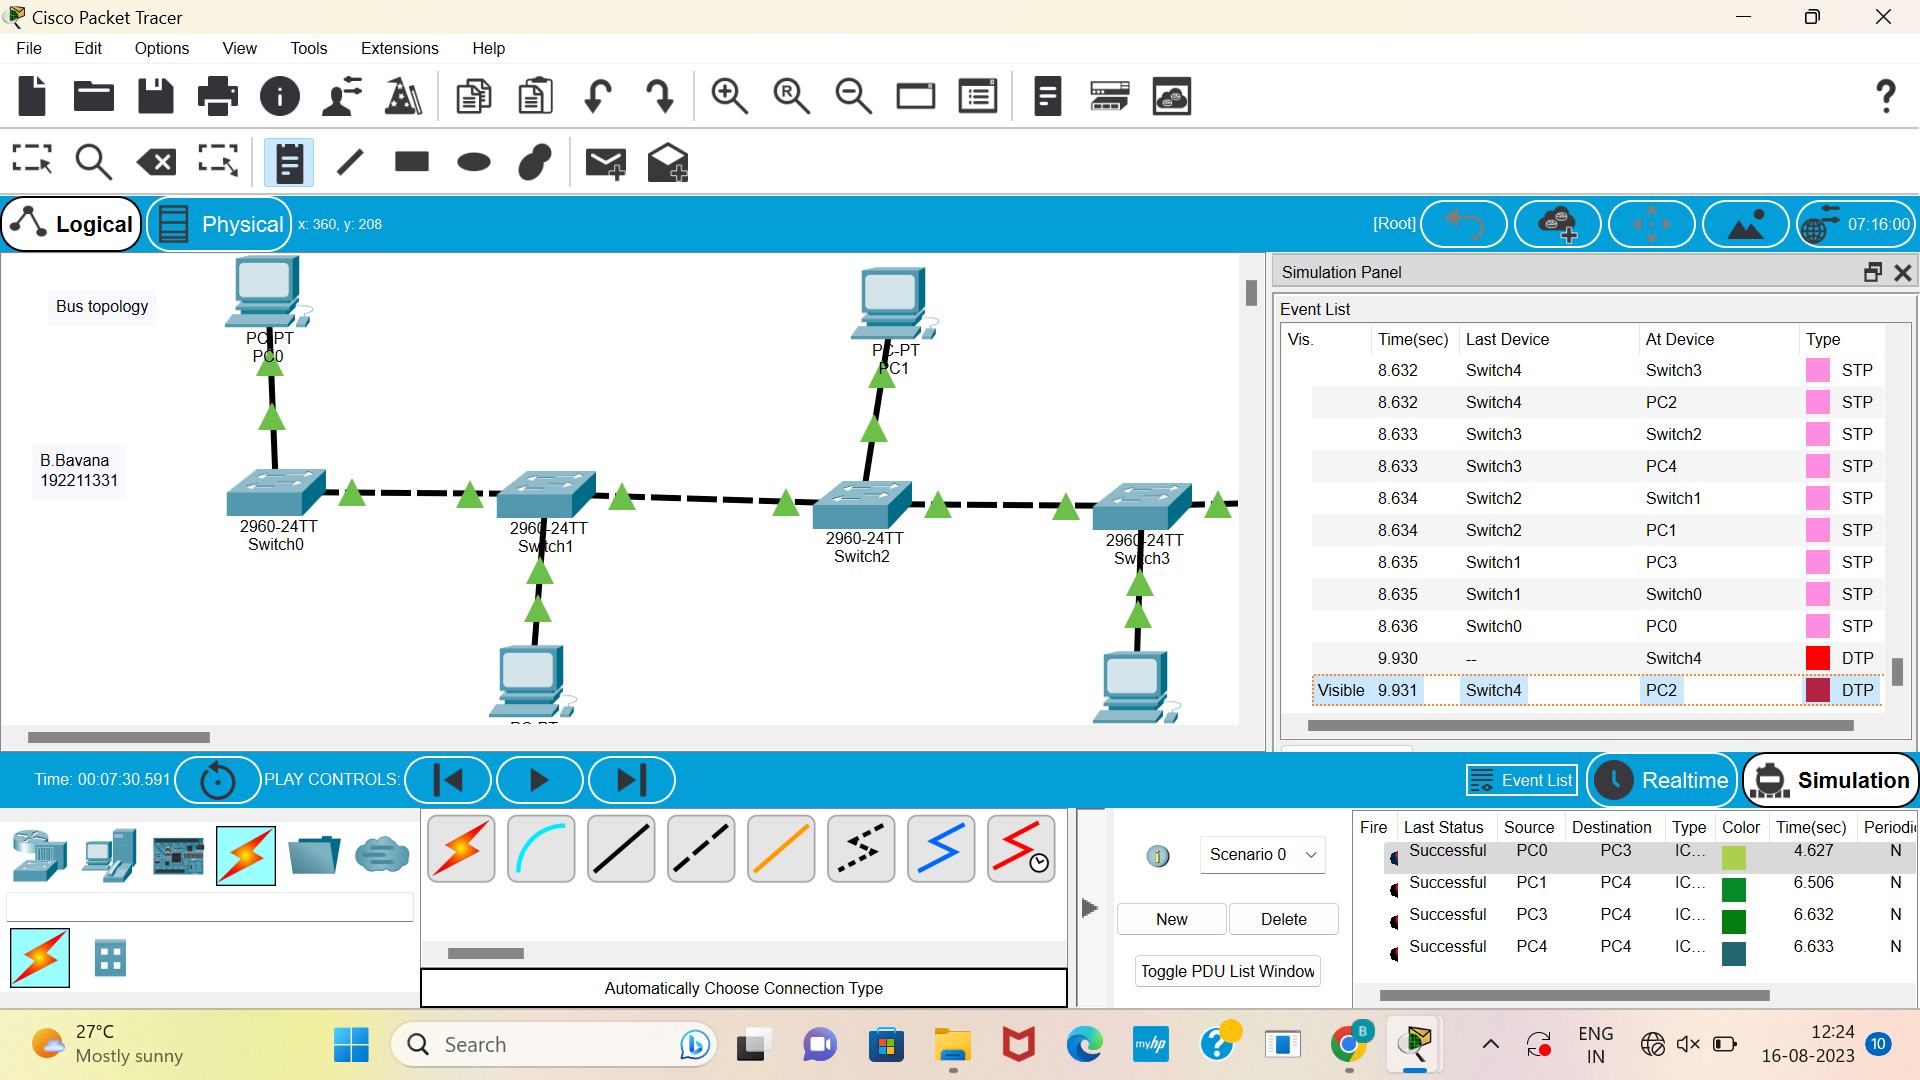 Cisco Packet Tracer
File Edit Options View Tools Extensions Help
Logical Physical x: 360, y: 208 [Root] 07:16:00
Bus topology
B.Bavana
192211331
PC-PT
PC0
PC-PT
PC1
2960-24TT
Switch0
2960-24TT
Switch1
2960-24TT
Switch2
2960-24TT
Switch3
Simulation Panel
Event List
Vis. Time(sec) Last Device At Device Type
8.632 Switch4 Switch3 STP
8.632 Switch4 PC2 STP
8.633 Switch3 Switch2 STP
8.633 Switch3 PC4 STP
8.634 Switch2 Switch1 STP
8.634 Switch2 PC1 STP
8.635 Switch1 PC3 STP
8.635 Switch1 Switch0 STP
8.636 Switch0 PC0 STP
9.930 -- Switch4 DTP
Visible 9.931 Switch4 PC2 DTP
Time: 00:07:30.591 PLAY CONTROLS: Event List Realtime Simulation
Automatically Choose Connection Type
Scenario 0
New Delete
Toggle PDU List Window
Fire Last Status Source Destination Type Color Time(sec) Periodic
Successful PC0 PC3 IC... 4.627 N
Successful PC1 PC4 IC... 6.506 N
Successful PC3 PC4 IC... 6.632 N
Successful PC4 PC4 IC... 6.633 N
27°C
Mostly sunny
Search
myhp
B
ENG
IN
12:24
16-08-2023
10